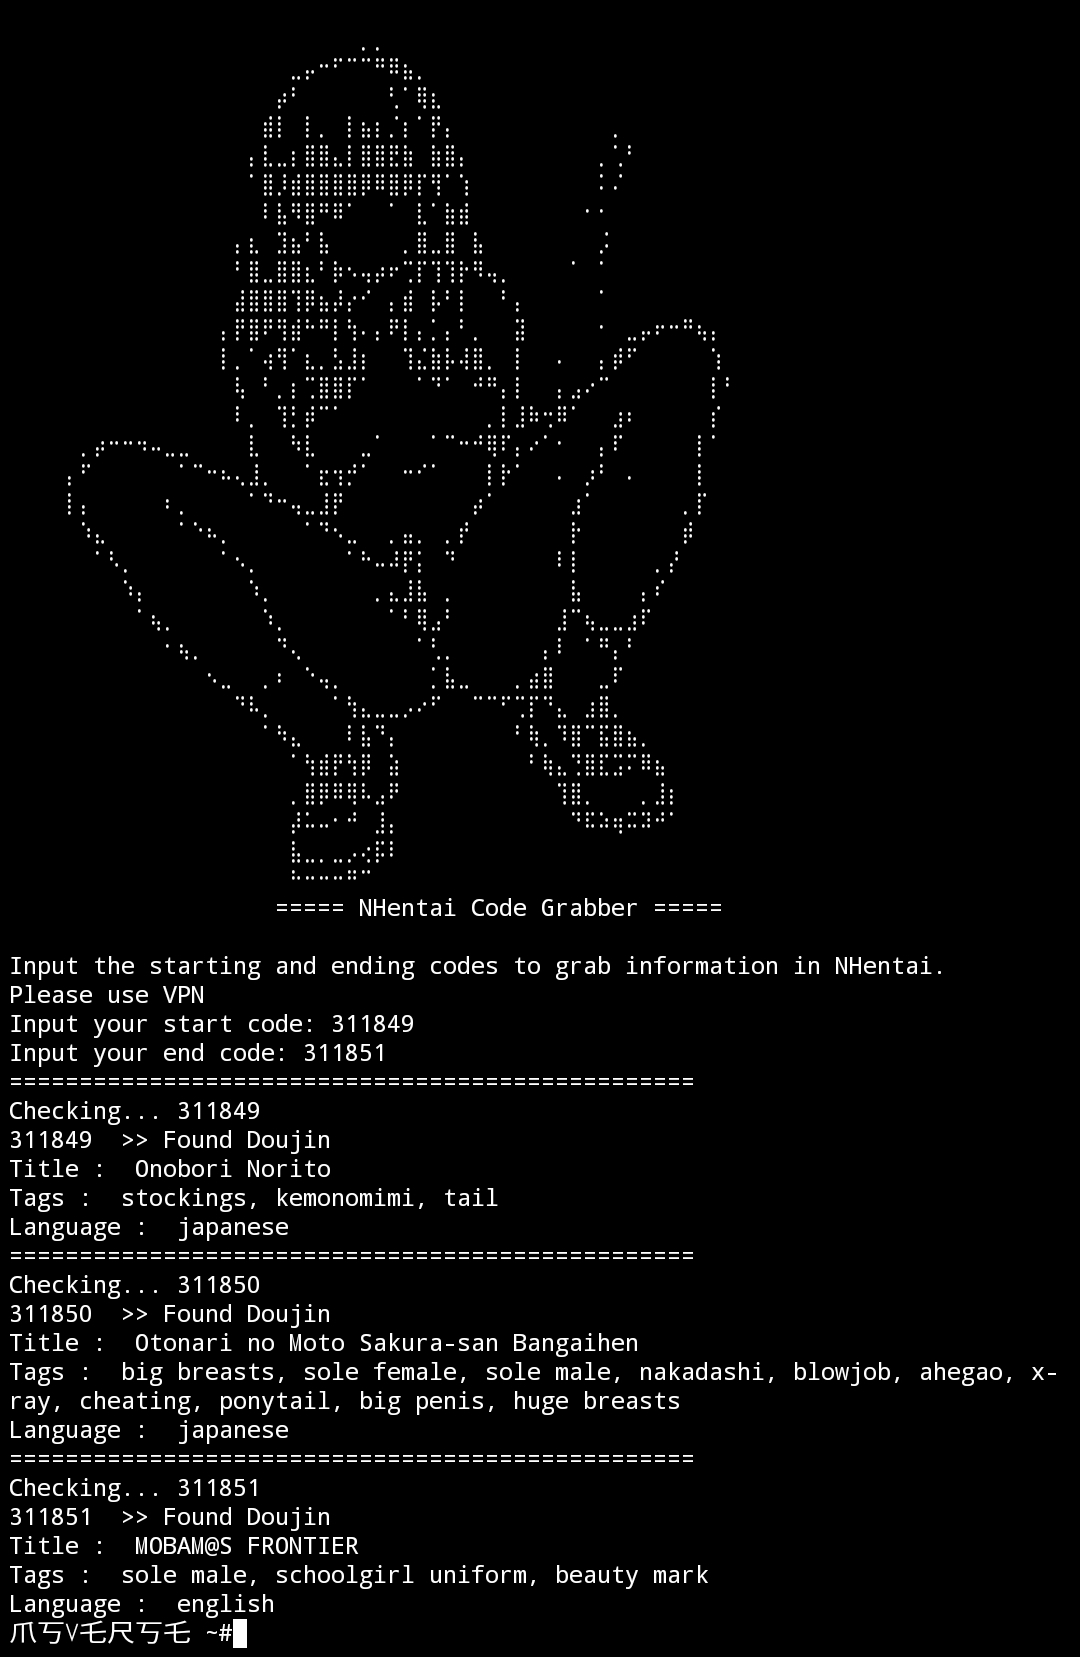 ===== NHentai Code Grabber =====
Input the starting and ending codes to grab information in NHentai.
Please use VPN
Input your start code: 311849
Input your end code: 311851
=================================================
Checking... 311849
311849  >> Found Doujin
Title :  Onobori Norito
Tags :  stockings, kemonomimi, tail
Language :  japanese
=================================================
Checking... 311850
311850  >> Found Doujin
Title :  Otonari no Moto Sakura-san Bangaihen
Tags :  big breasts, sole female, sole male, nakadashi, blowjob, ahegao, x-
ray, cheating, ponytail, big penis, huge breasts
Language :  japanese
=================================================
Checking... 311851
311851  >> Found Doujin
Title :  MOBAM@S FRONTIER
Tags :  sole male, schoolgirl uniform, beauty mark
Language :  english
爪丂V乇尺丂乇 ~#